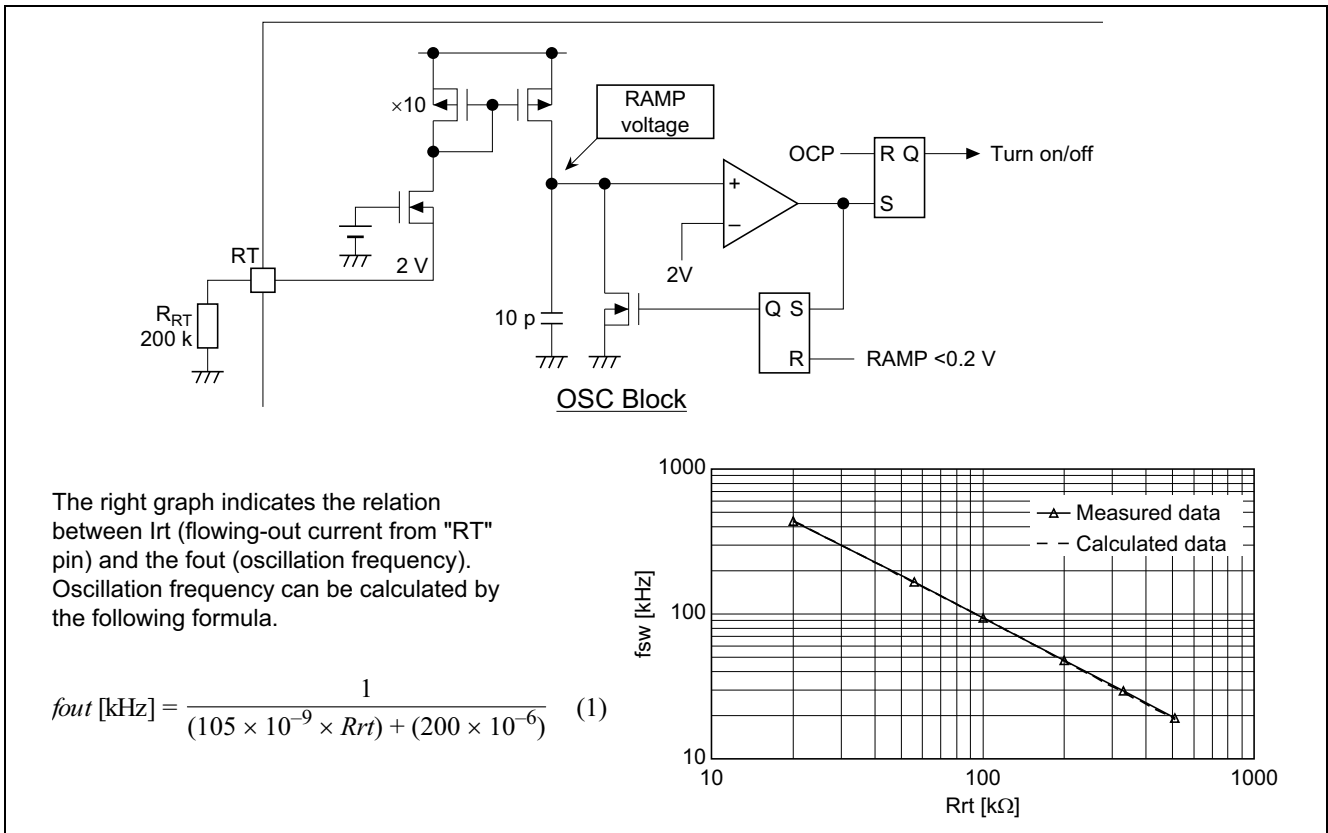 ×10
RAMP
voltage
OCP
R Q
S
Turn on/off
+
–
2V
RT
2 V
RRT
200 k
10 p
Q S
R
RAMP <0.2 V
OSC Block
The right graph indicates the relation
between Irt (flowing-out current from "RT"
pin) and the fout (oscillation frequency).
Oscillation frequency can be calculated by
the following formula.
fout [kHz] = 1 / (105 × 10⁻⁹ × Rrt) + (200 × 10⁻⁶) (1)
1000
100
10
fsw [kHz]
Measured data
Calculated data
10 100 1000
Rrt [kΩ]